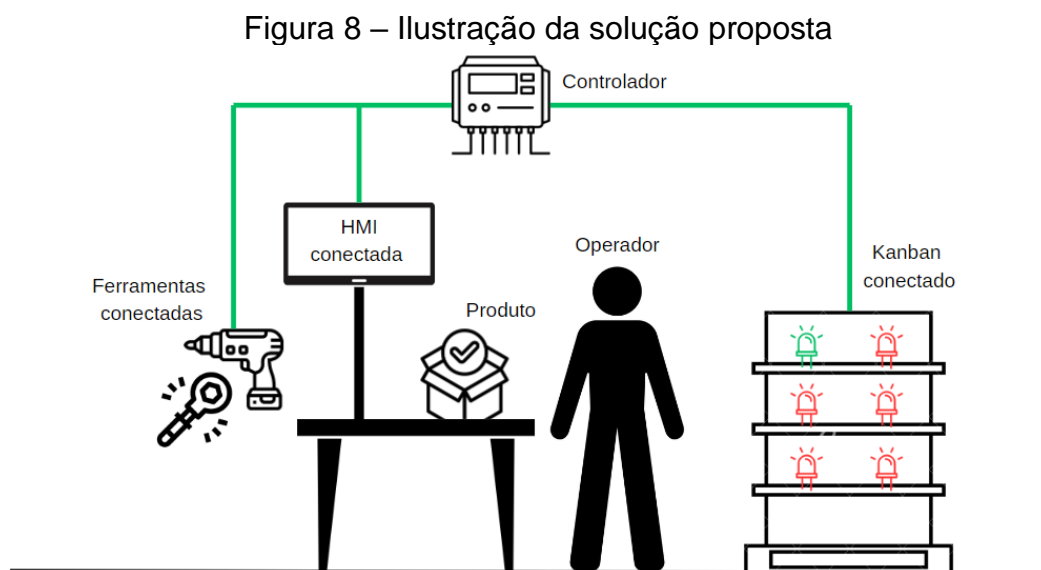 Figura 8 – Ilustração da solução proposta
Controlador
HMI
conectada
Operador
Kanban
conectado
Ferramentas
conectadas
Produto